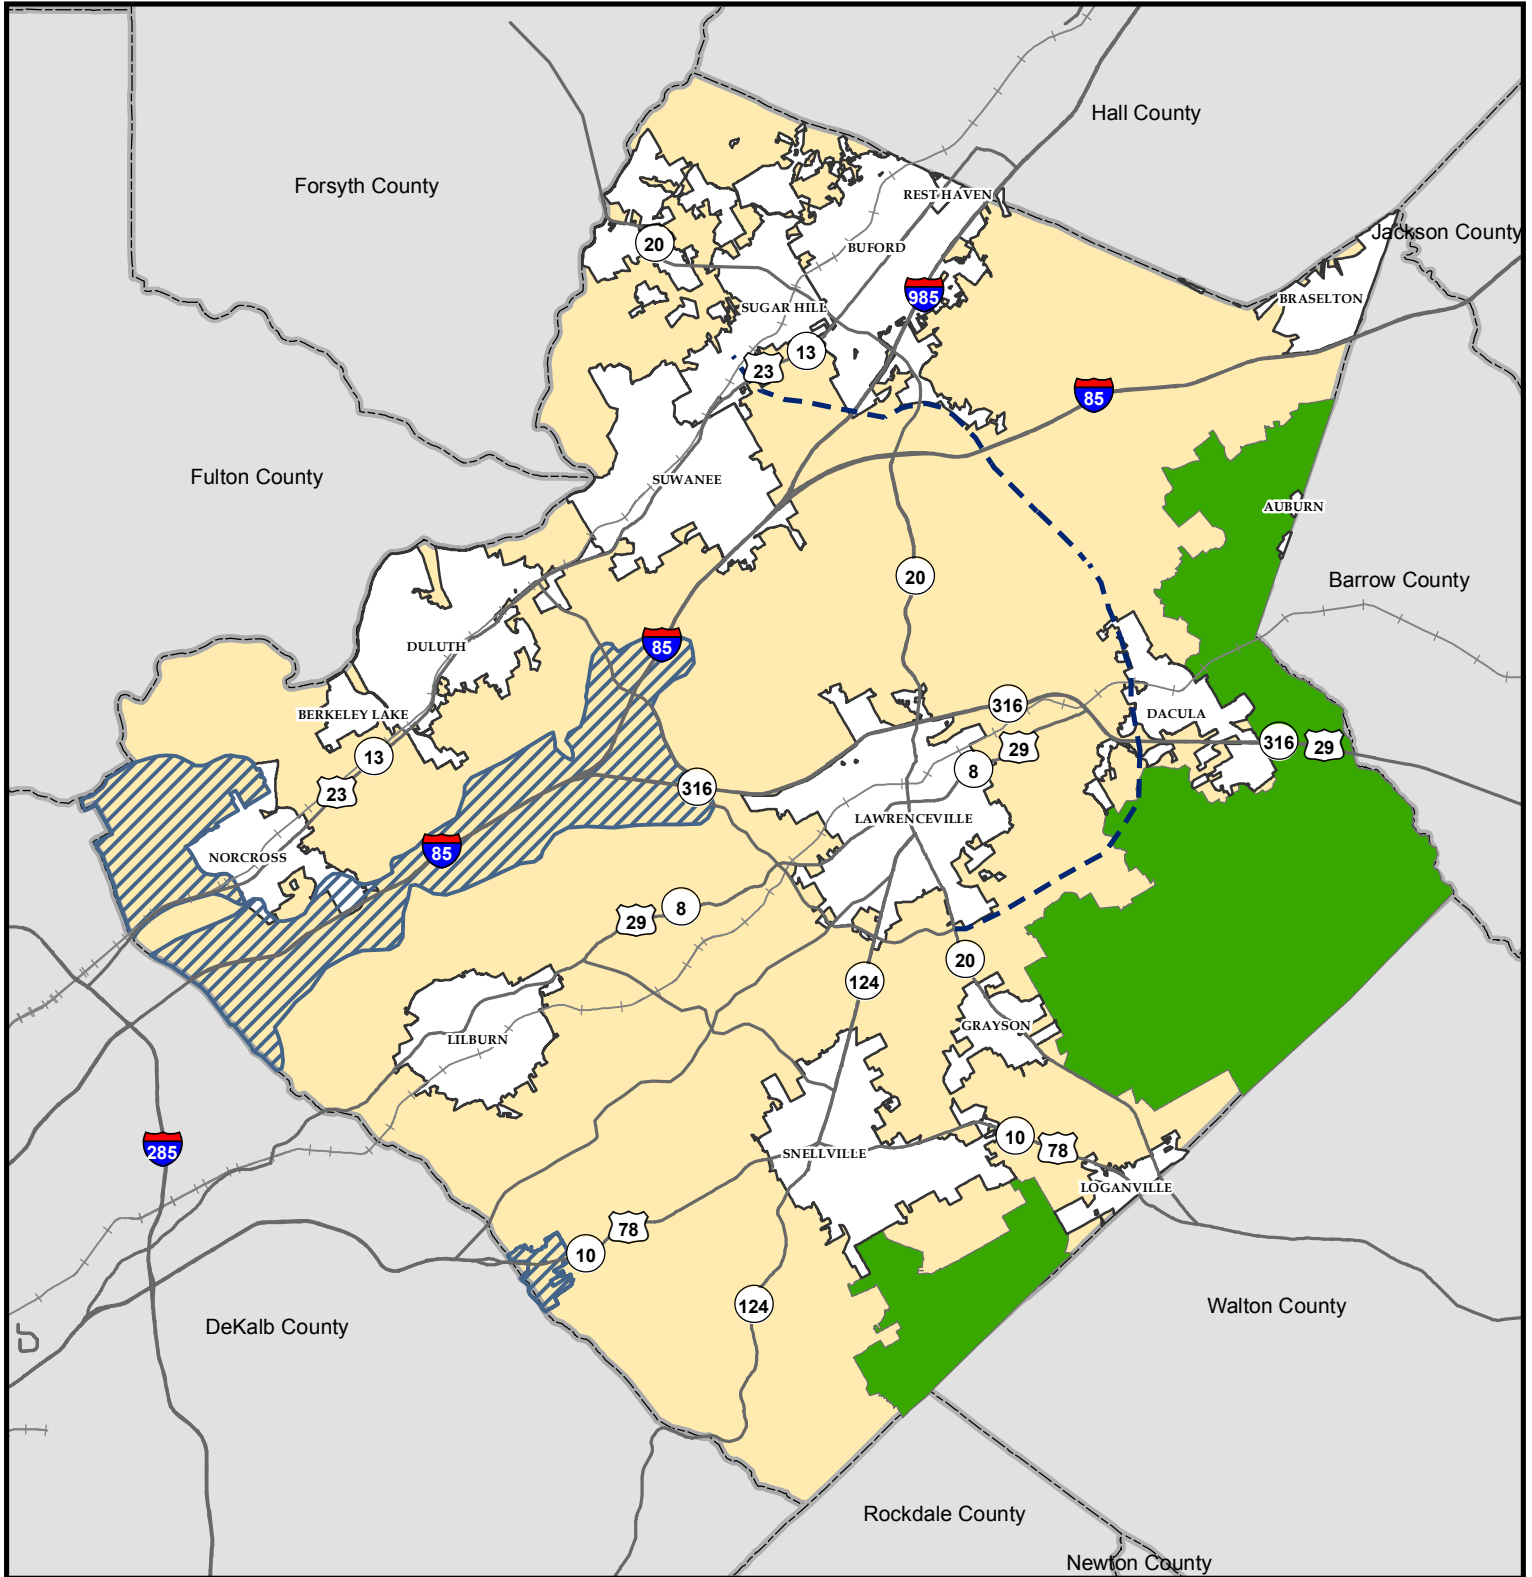 Hall County
Forsyth County
REST HAVEN
Jackson County
20
BUFORD
985
BRASELTON
SUGAR HILL
13
23
85
Fulton County
SUWANEE
AUBURN
20
Barrow County
85
DULUTH
316
BERKELEY LAKE
DACULA
29
316
29
13
8
316
23
LAWRENCEVILLE
85
NORCROSS
8
29
20
124
GRAYSON
LILBURN
10
285
78
SNELLVILLE
LOGANVILLE
78
10
124
Walton County
DeKalb County
Rockdale County
Newton County